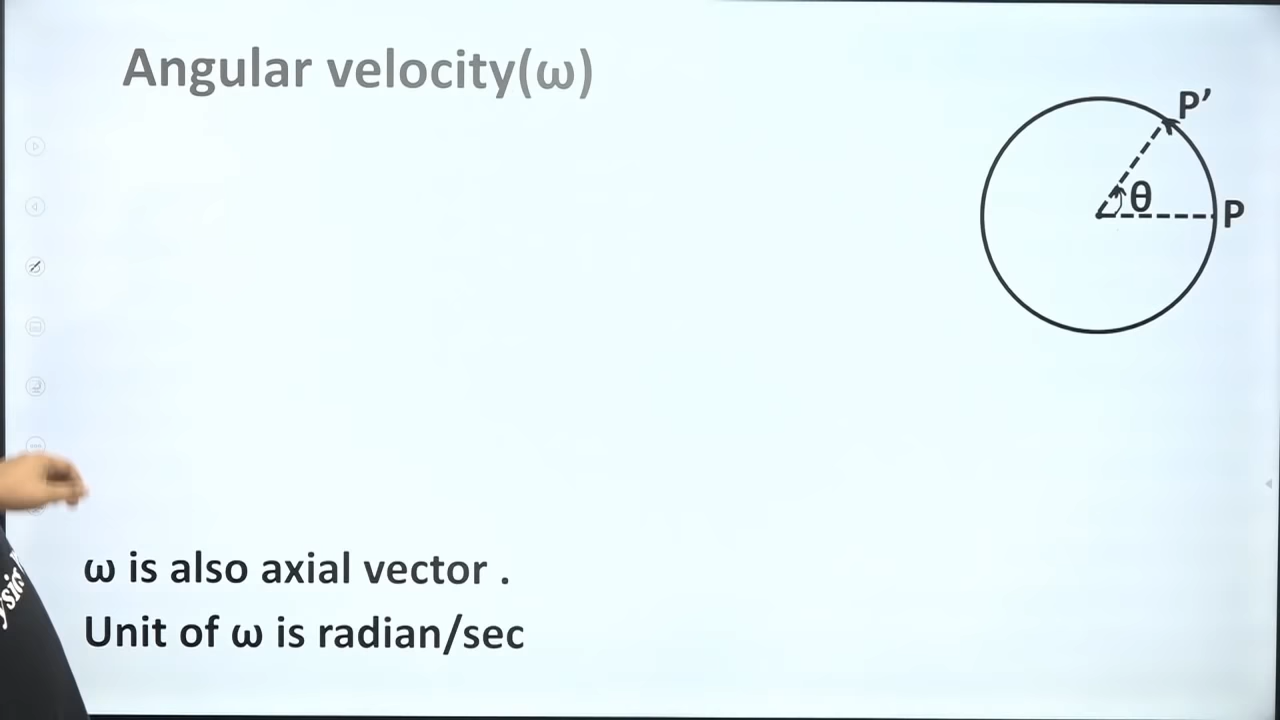 Angular velocity(ω)
P’
θ
P
ω is also axial vector .
Unit of ω is radian/sec